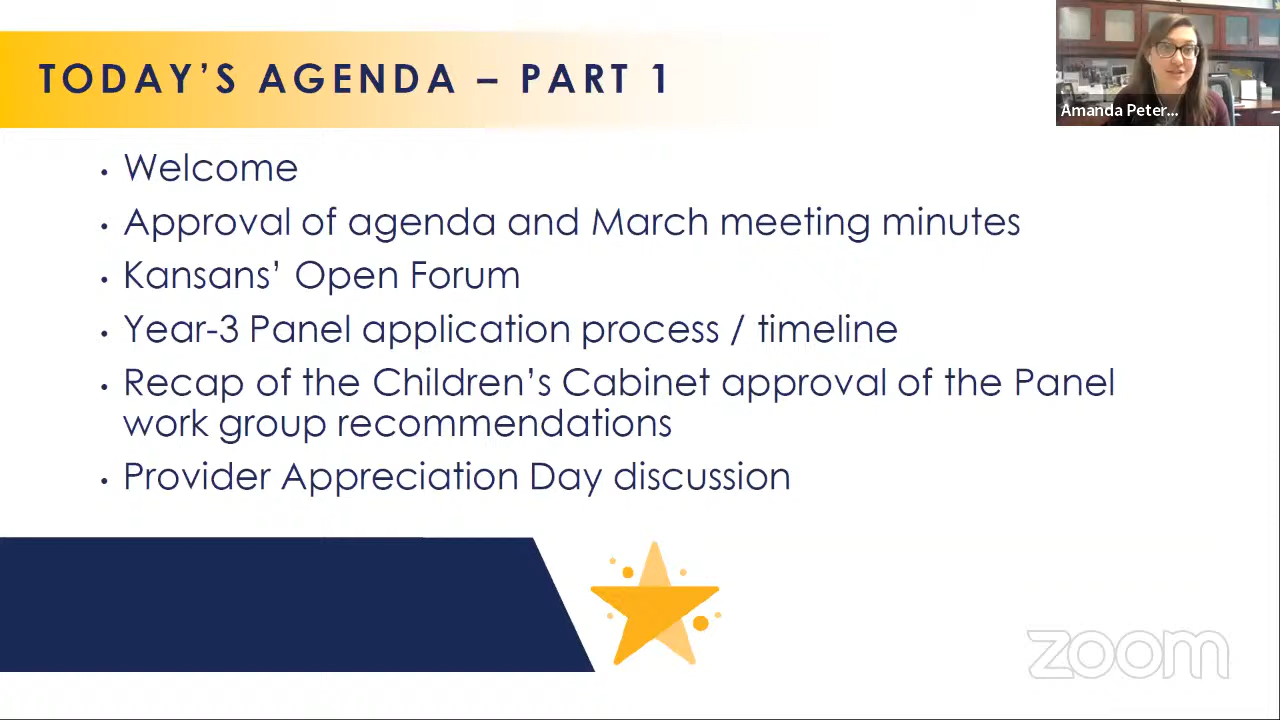 TODAY’S AGENDA – PART 1
Amanda Peter...
• Welcome
• Approval of agenda and March meeting minutes
• Kansans’ Open Forum
• Year-3 Panel application process / timeline
• Recap of the Children’s Cabinet approval of the Panel
work group recommendations
• Provider Appreciation Day discussion
zoom